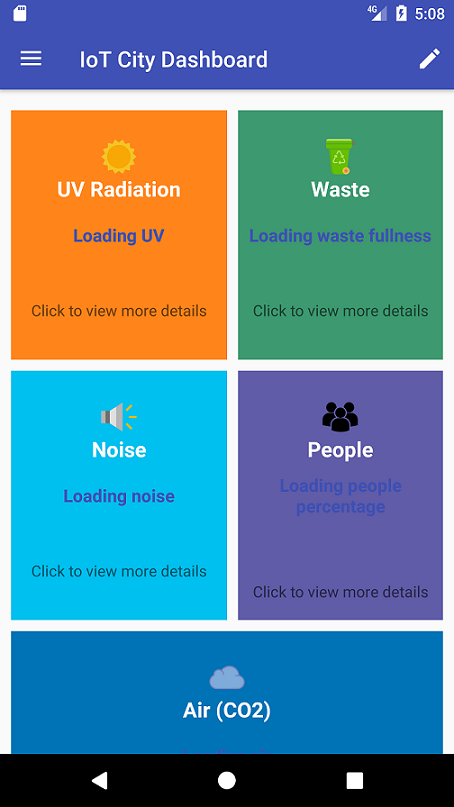 4G 5:08
IoT City Dashboard
UV Radiation
Loading UV
Click to view more details
Waste
Loading waste fullness
Click to view more details
Noise
Loading noise
Click to view more details
People
Loading people
percentage
Click to view more details
Air (CO2)